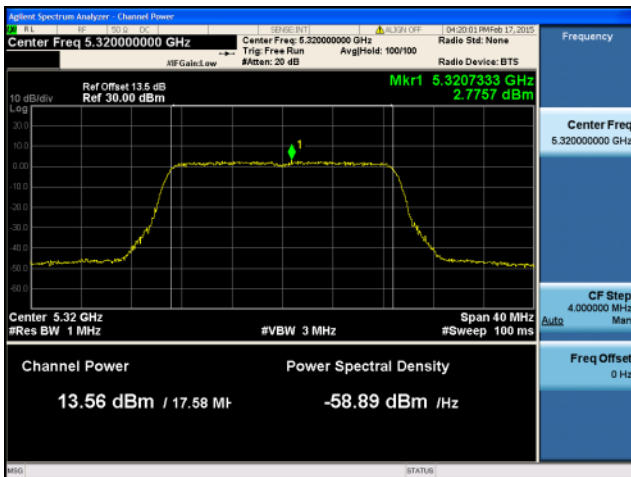 Agilent Spectrum Analyzer - Channel Power
RL RF 50 Ω DC SENSE:INT ALIGN OFF 04:20:01 PM Feb 17, 2015
Center Freq 5.320000000 GHz
Center Freq: 5.320000000 GHz
Radio Std: None
Trig: Free Run Avg|Hold: 100/100
#IFGain:Low #Atten: 20 dB Radio Device: BTS
Frequency
Mkr1 5.3207333 GHz
2.7757 dBm
Ref Offset 13.5 dB
10 dB/div Ref 30.00 dBm
Log
20.0
10.0
0.00
-10.0
-20.0
-30.0
-40.0
-50.0
-60.0
1
Center Freq
5.320000000 GHz
Center 5.32 GHz Span 40 MHz
#Res BW 1 MHz #VBW 3 MHz #Sweep 100 ms
CF Step
4.000000 MHz
Auto Man
Channel Power Power Spectral Density
13.56 dBm / 17.58 MH -58.89 dBm /Hz
Freq Offset
0 Hz
MSG STATUS